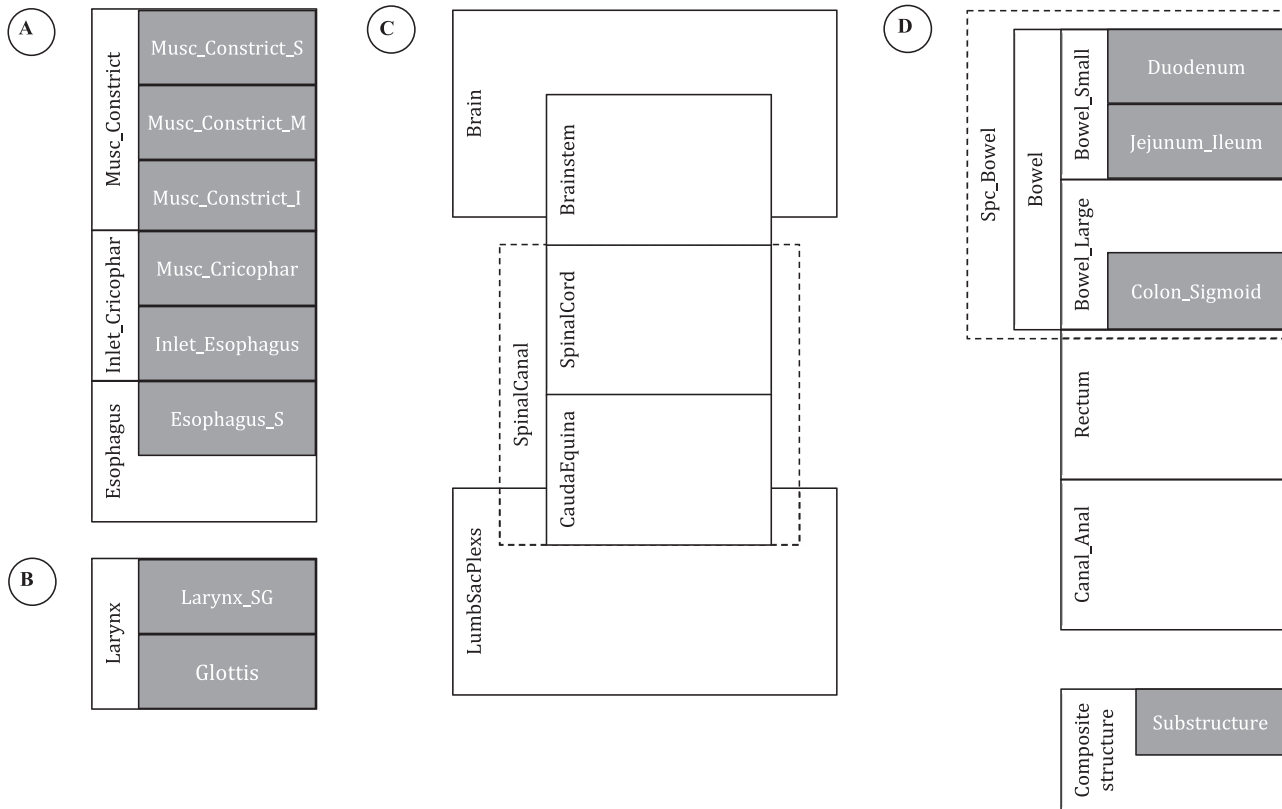 A
Musc_Constrict
Musc_Constrict_S
Musc_Constrict_M
Musc_Constrict_I
Inlet_Cricophar
Musc_Cricophar
Inlet_Esophagus
Esophagus
Esophagus_S
B
Larynx
Larynx_SG
Glottis
C
Brain
Brainstem
SpinalCanal
SpinalCord
CaudaEquina
LumbSacPlexs
D
Spc_Bowel
Bowel
Bowel_Small
Duodenum
Jejunum_Ileum
Bowel_Large
Colon_Sigmoid
Rectum
Canal_Anal
Composite
structure
Substructure